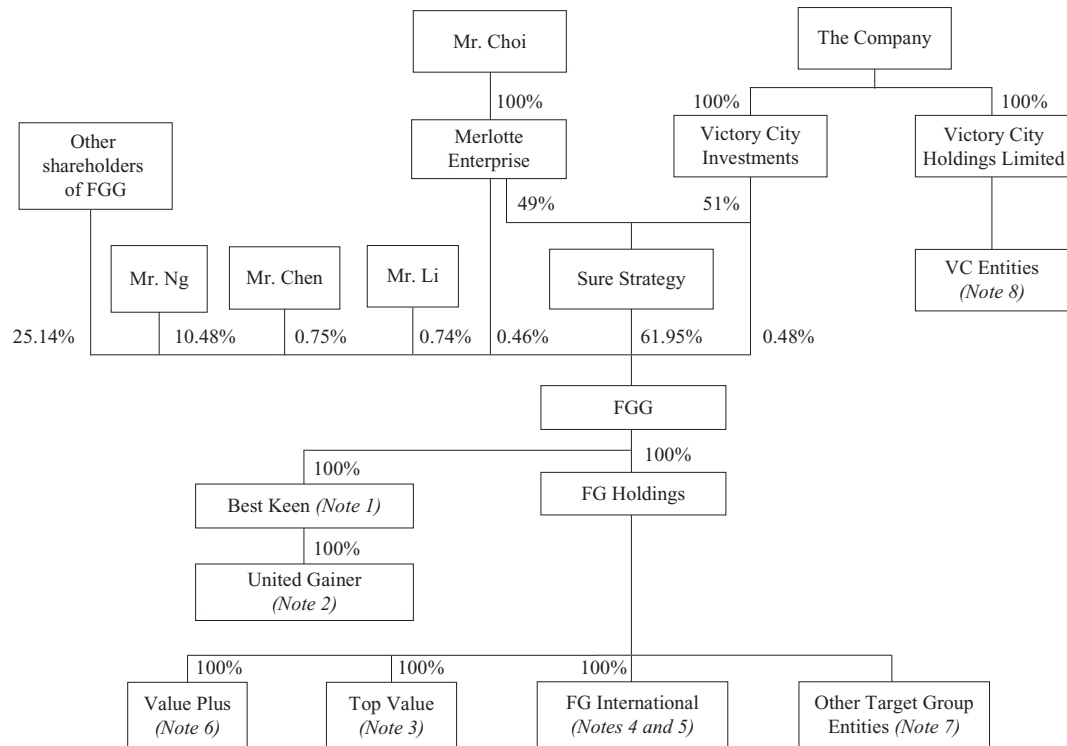 Mr. Choi
The Company
100%
100%
100%
Other
shareholders
of FGG
Merlotte
Enterprise
Victory City
Investments
Victory City
Holdings Limited
49%
51%
Mr. Ng
Mr. Chen
Mr. Li
Sure Strategy
VC Entities
(Note 8)
25.14%
10.48%
0.75%
0.74%
0.46%
61.95%
0.48%
FGG
100%
100%
Best Keen (Note 1)
FG Holdings
100%
United Gainer
(Note 2)
100%
100%
100%
Value Plus
(Note 6)
Top Value
(Note 3)
FG International
(Notes 4 and 5)
Other Target Group
Entities (Note 7)